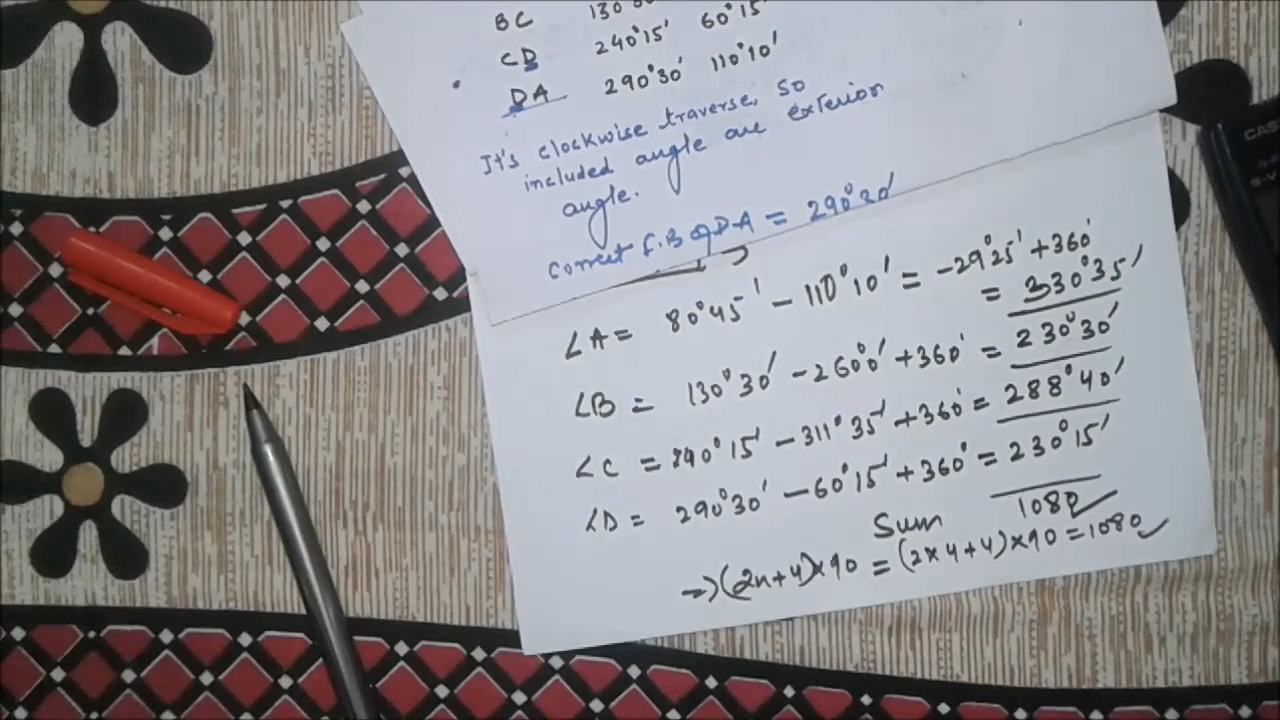 BC 130°30'
CD 240°15' 60°15'
DA 290°30' 110°10'
It's clockwise traverse, so
included angle are exterior
angle.
correct F.B of DA = 290°20'
∠A = 80°45' - 110°10' = -29°25' + 360
= 330°35'
∠B = 130°30' - 260°0' + 360° = 230°30'
∠C = 240°15' - 311°35' + 360° = 288°40'
∠D = 290°30' - 60°15' + 360° = 230°15'
Sum 1080
=> (2n+4)×90 = (2×4+4)×90 = 1080
CAS
S-V